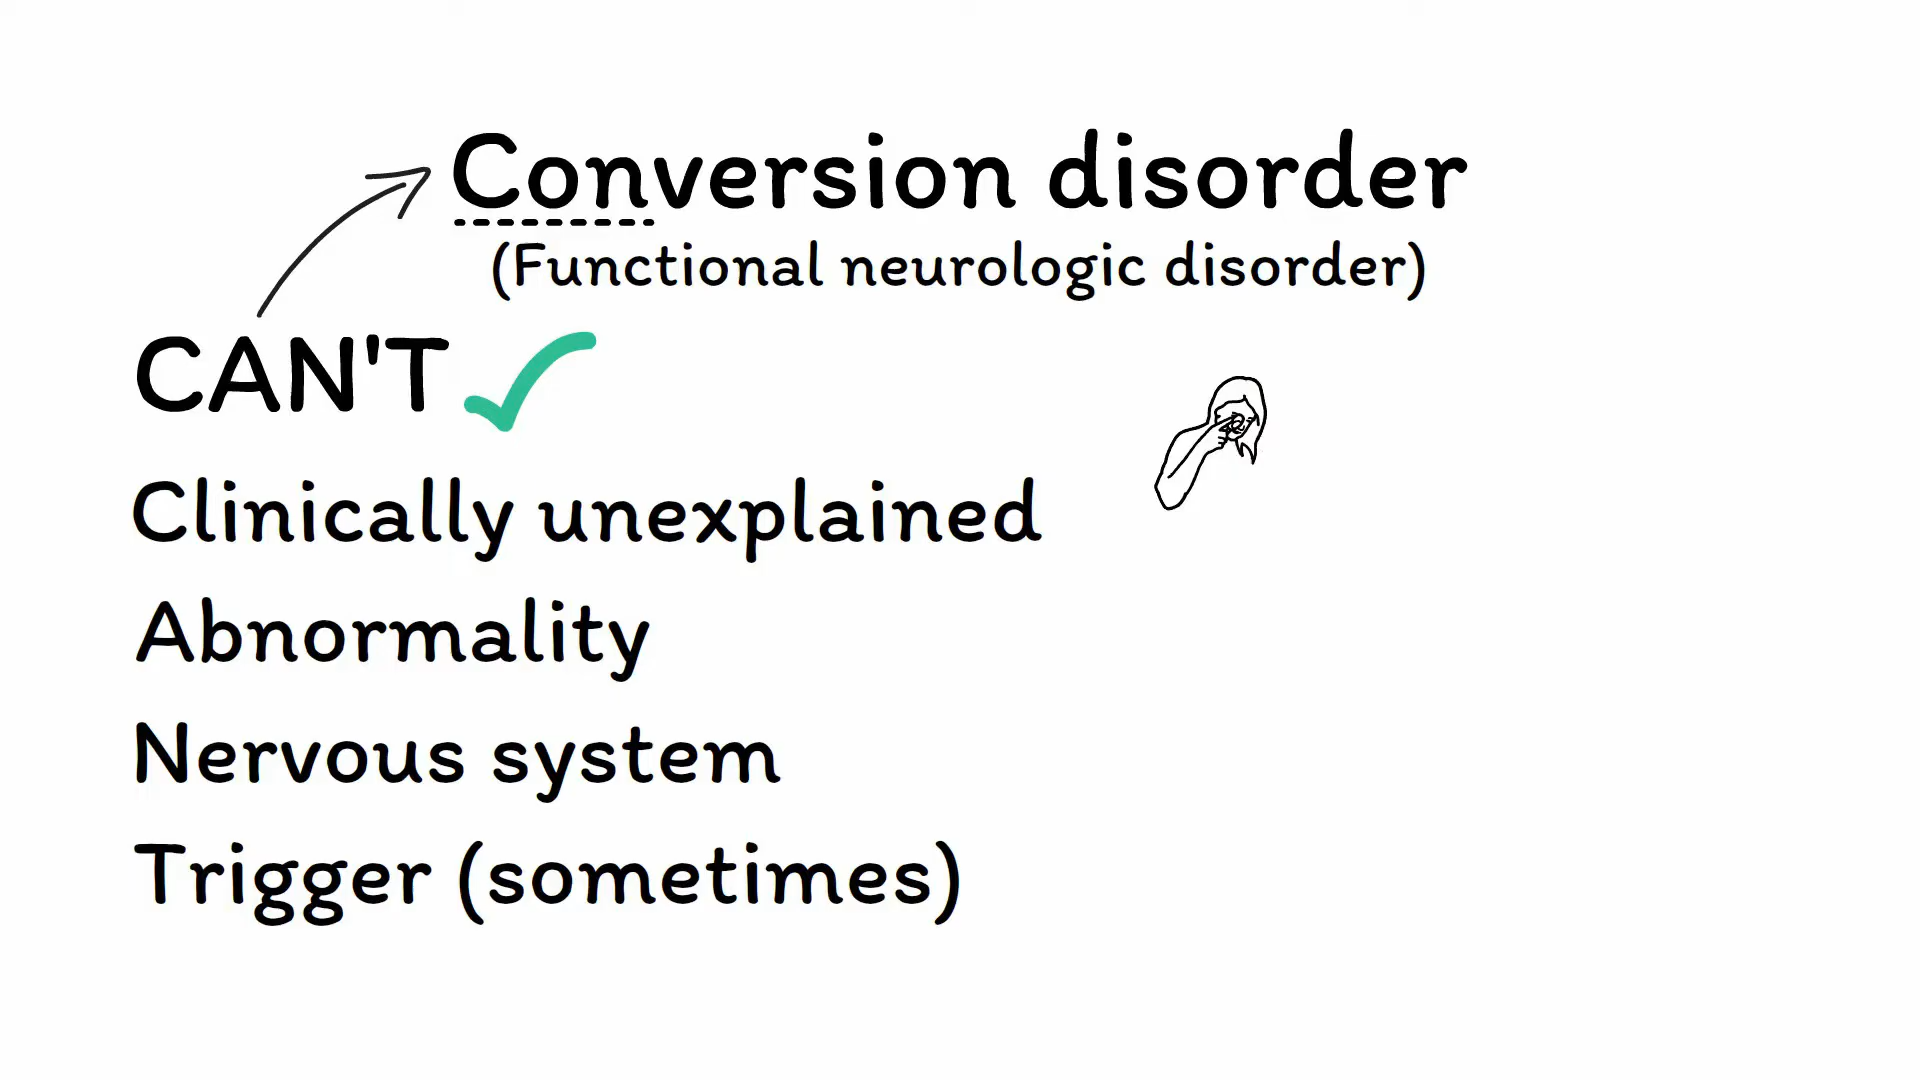 Conversion disorder
(Functional neurologic disorder)
CAN'T
Clinically unexplained
Abnormality
Nervous system
Trigger (sometimes)